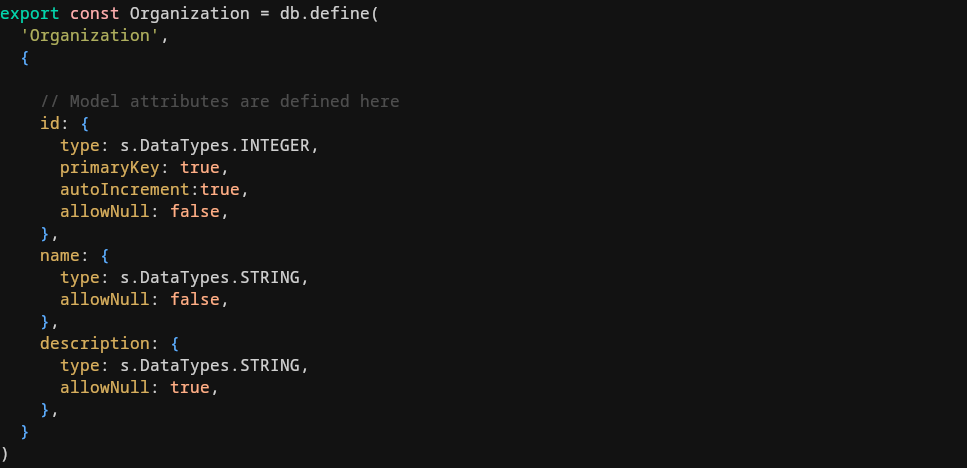 export const Organization = db.define(
  'Organization',
  {
    // Model attributes are defined here
    id: {
      type: s.DataTypes.INTEGER,
      primaryKey: true,
      autoIncrement:true,
      allowNull: false,
    },
    name: {
      type: s.DataTypes.STRING,
      allowNull: false,
    },
    description: {
      type: s.DataTypes.STRING,
      allowNull: true,
    },
  }
)